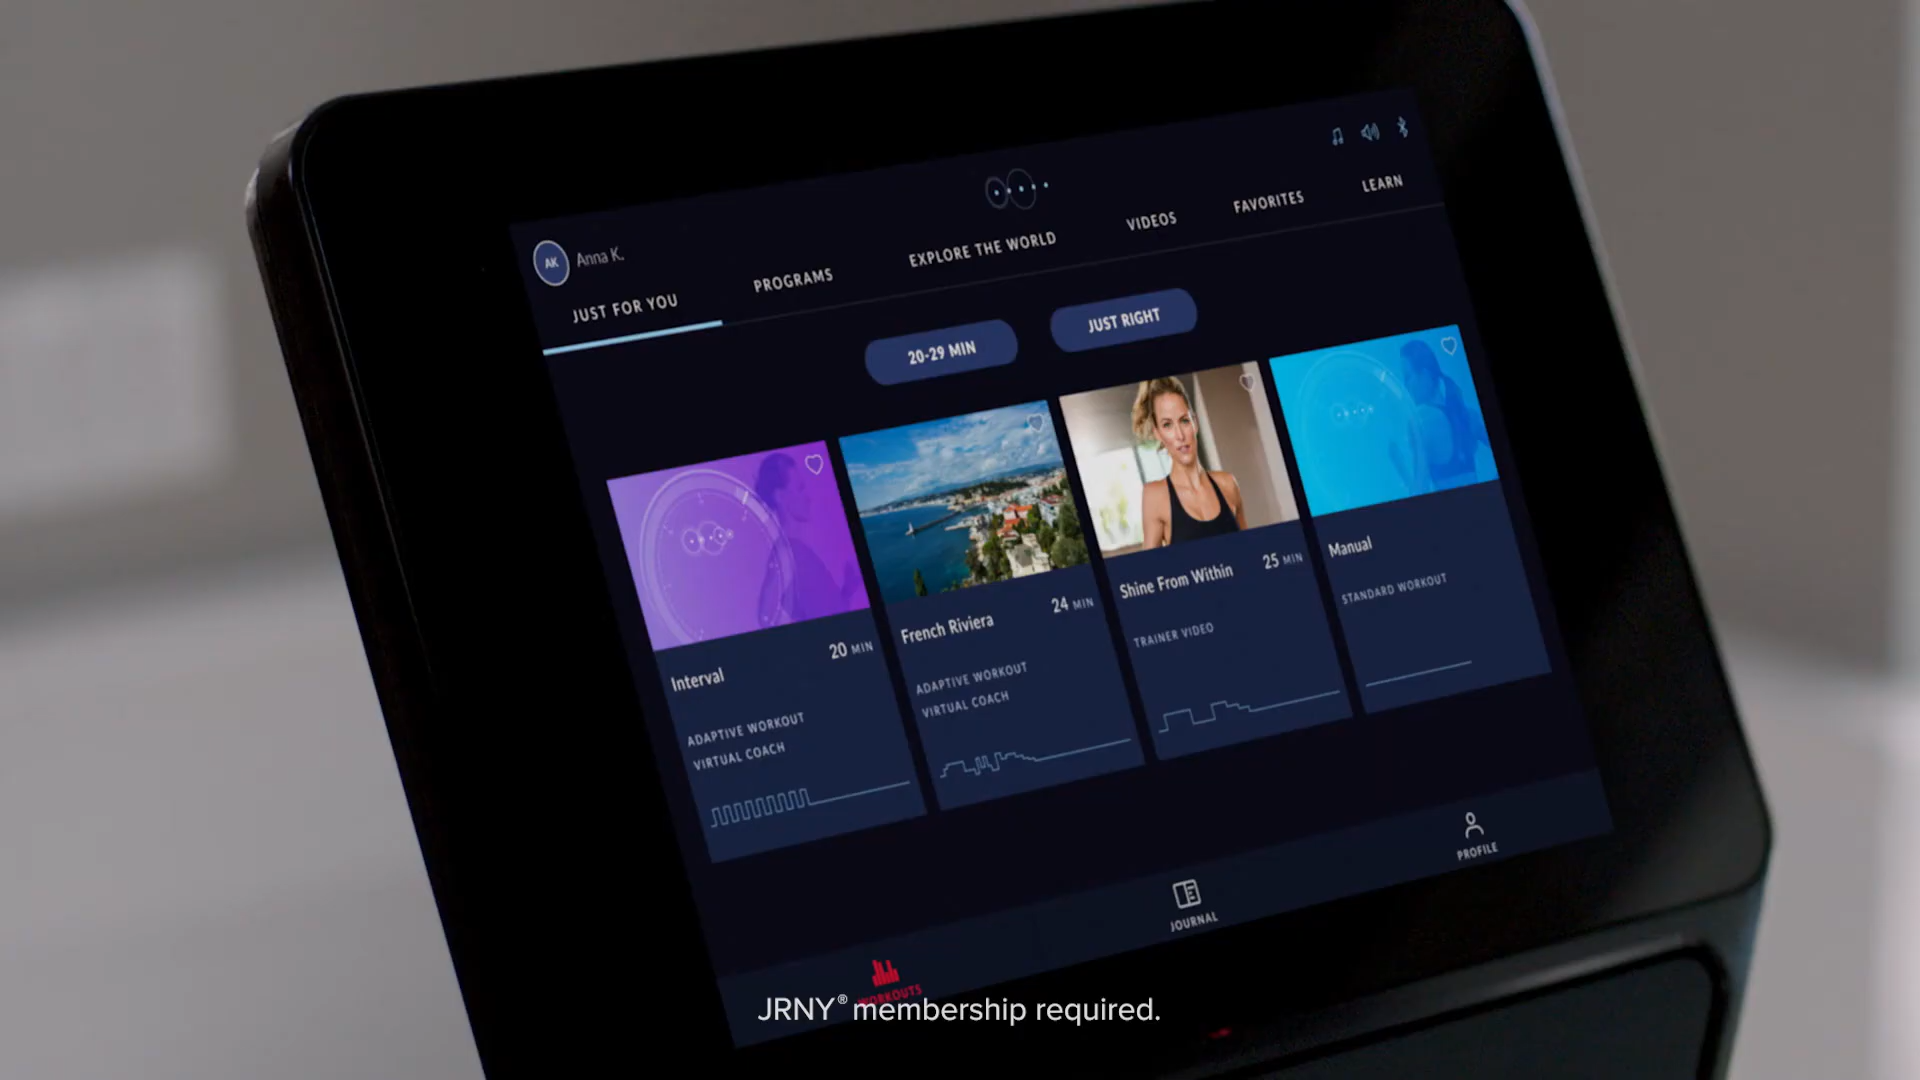 AK
Anna K.
JUST FOR YOU
PROGRAMS
EXPLORE THE WORLD
VIDEOS
FAVORITES
LEARN
20-29 MIN
JUST RIGHT
Interval
20 MIN
ADAPTIVE WORKOUT
VIRTUAL COACH
French Riviera
24 MIN
ADAPTIVE WORKOUT
VIRTUAL COACH
Shine From Within
25 MIN
TRAINER VIDEO
Manual
STANDARD WORKOUT
WORKOUTS
JOURNAL
PROFILE
JRNY® membership required.